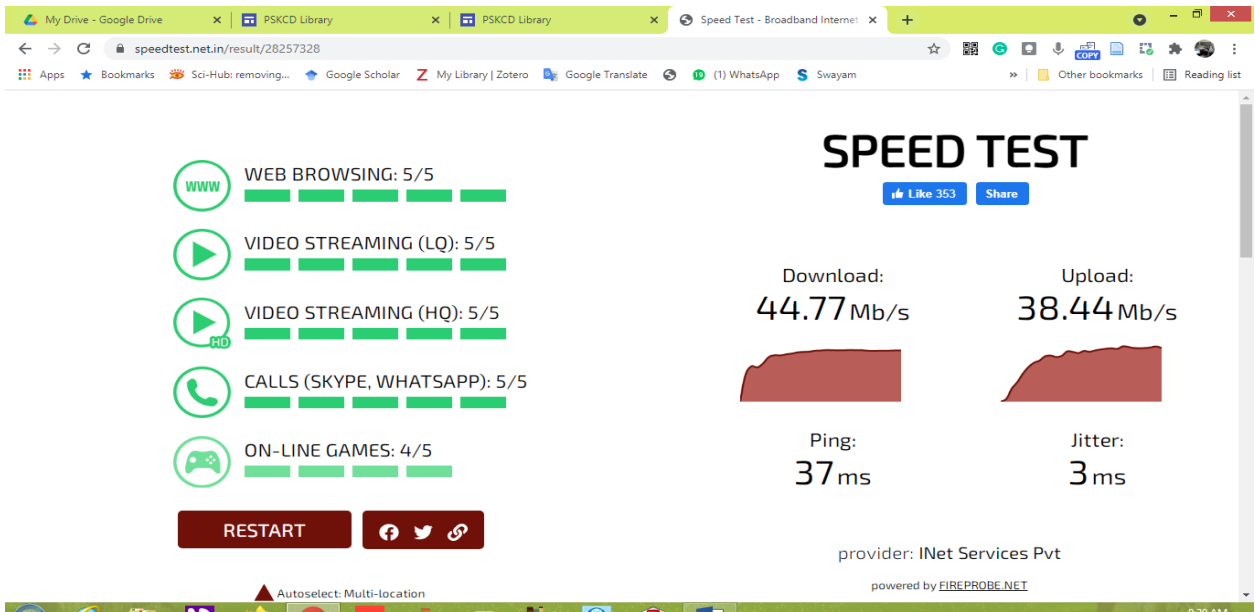 My Drive - Google Drive
PSKCD Library
PSKCD Library
Speed Test - Broadband Internet
speedtest.net.in/result/28257328
COPY
Apps
Bookmarks
Sci-Hub: removing...
Google Scholar
My Library | Zotero
Google Translate
(1) WhatsApp
Swayam
Other bookmarks
Reading list
WWW
WEB BROWSING: 5/5
VIDEO STREAMING (LQ): 5/5
VIDEO STREAMING (HQ): 5/5
HD
CALLS (SKYPE, WHATSAPP): 5/5
ON-LINE GAMES: 4/5
RESTART
Autoselect: Multi-location
SPEED TEST
Like 353
Share
Download:
44.77 Mb/s
Upload:
38.44 Mb/s
Ping:
37 ms
Jitter:
3 ms
provider: INet Services Pvt
powered by FIREPROBE.NET